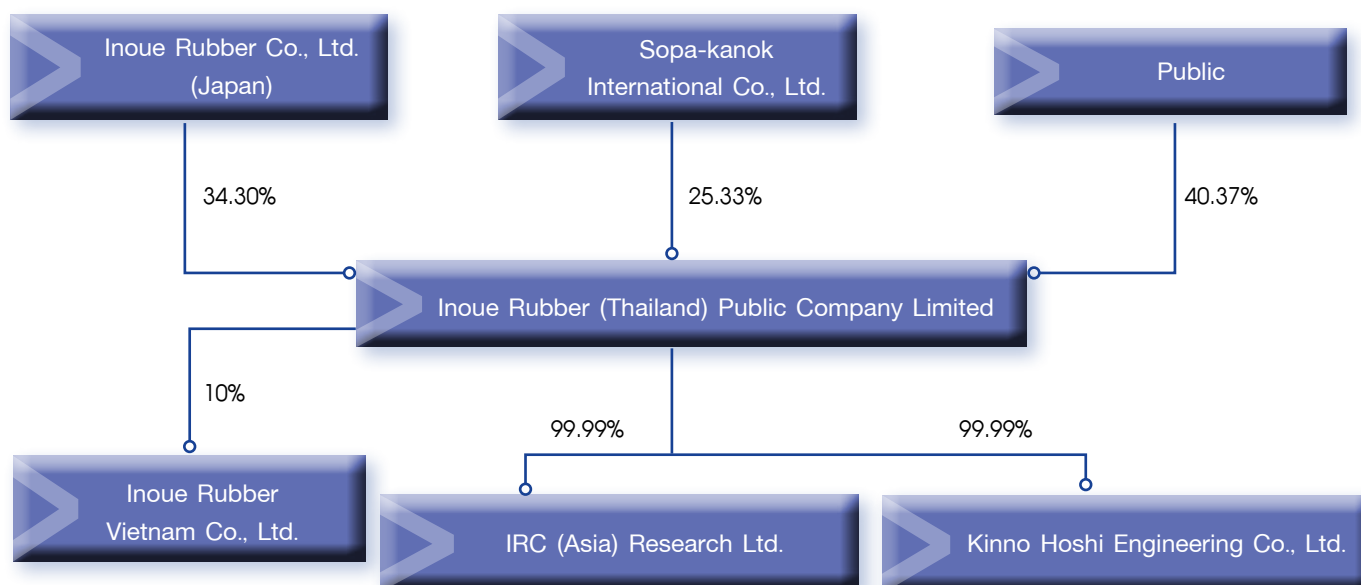 Inoue Rubber Co., Ltd.
(Japan)
Sopa-kanok
International Co., Ltd.
Public
34.30%
25.33%
40.37%
Inoue Rubber (Thailand) Public Company Limited
10%
99.99%
99.99%
Inoue Rubber
Vietnam Co., Ltd.
IRC (Asia) Research Ltd.
Kinno Hoshi Engineering Co., Ltd.